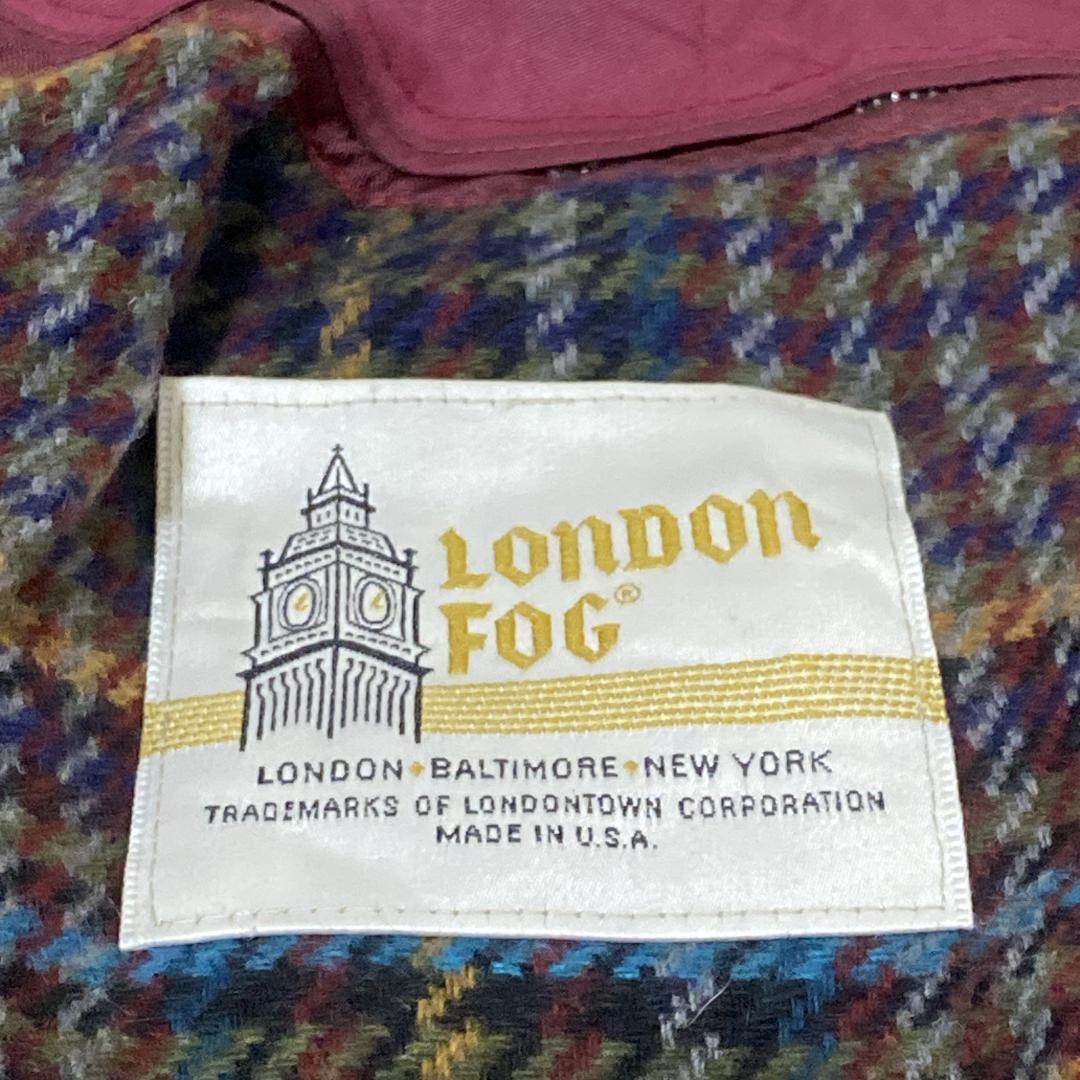 LONDON
FOG®
LONDON◆BALTIMORE◆NEW YORK
TRADEMARKS OF LONDONTOWN CORPORATION
MADE IN U.S.A.